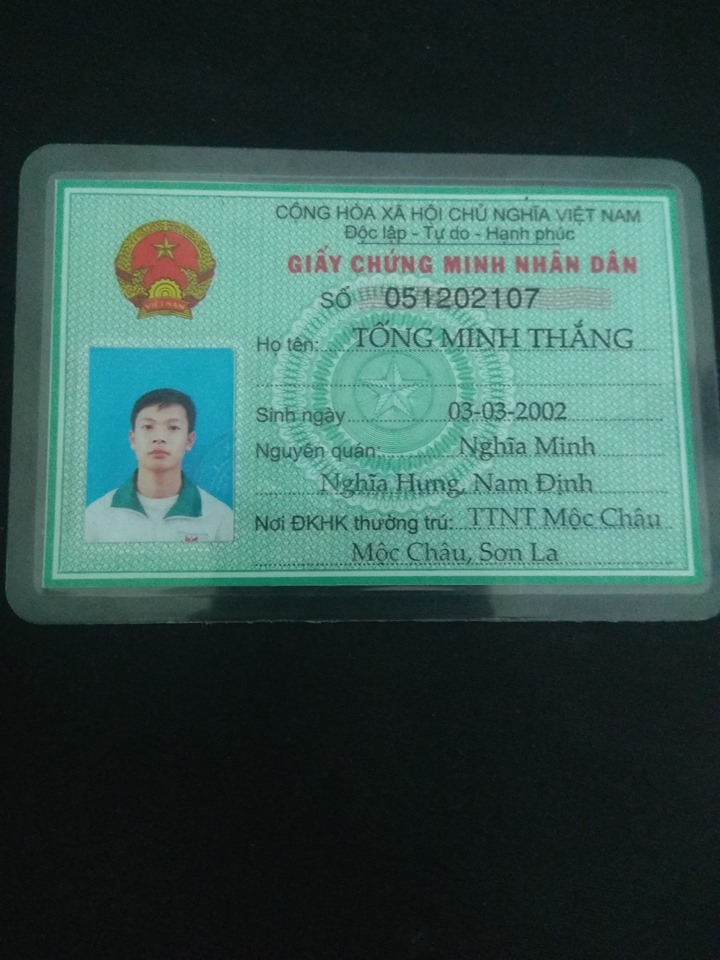 CỘNG HÒA XÃ HỘI CHỦ NGHĨA VIỆT NAM
Độc lập - Tự do - Hạnh phúc
GIẤY CHỨNG MINH NHÂN DÂN
SỐ 051202107
Họ tên: TỐNG MINH THẮNG
Sinh ngày 03-03-2002
Nguyên quán: Nghĩa Minh
Nghĩa Hưng, Nam Định
Nơi ĐKHK thường trú: TTNT Mộc Châu
Mộc Châu, Sơn La
VIỆT NAM